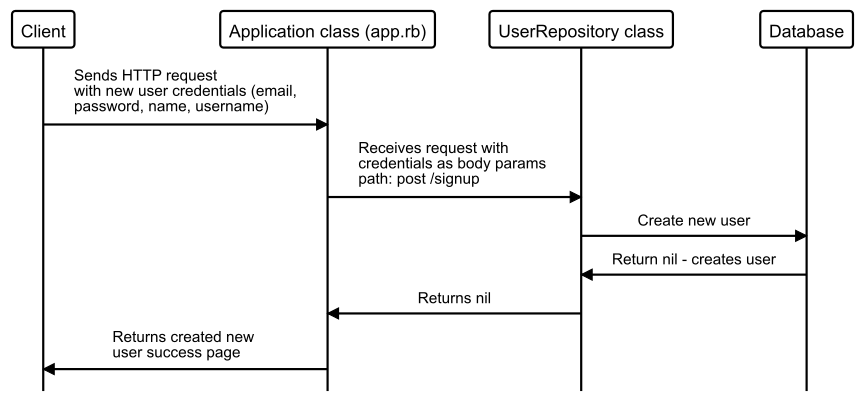 Client
Application class (app.rb)
UserRepository class
Database
Sends HTTP request
with new user credentials (email,
password, name, username)
Receives request with
credentials as body params
path: post /signup
Create new user
Return nil - creates user
Returns nil
Returns created new
user success page